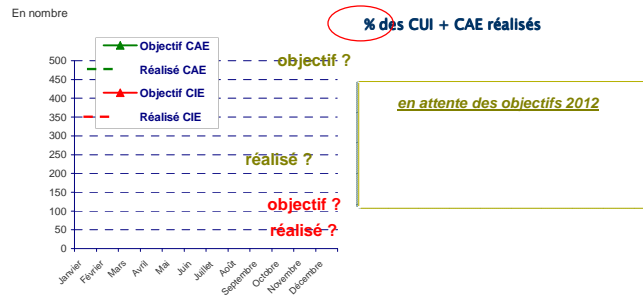 En nombre
% des CUI + CAE réalisés
Objectif CAE
Réalisé CAE
Objectif CIE
Réalisé CIE
objectif ?
réalisé ?
objectif ?
réalisé ?
500
450
400
350
300
250
200
150
100
50
0
Janvier
Février
Mars
Avril
Mai
Juin
Juillet
Août
Septembre
Octobre
Novembre
Décembre
en attente des objectifs 2012